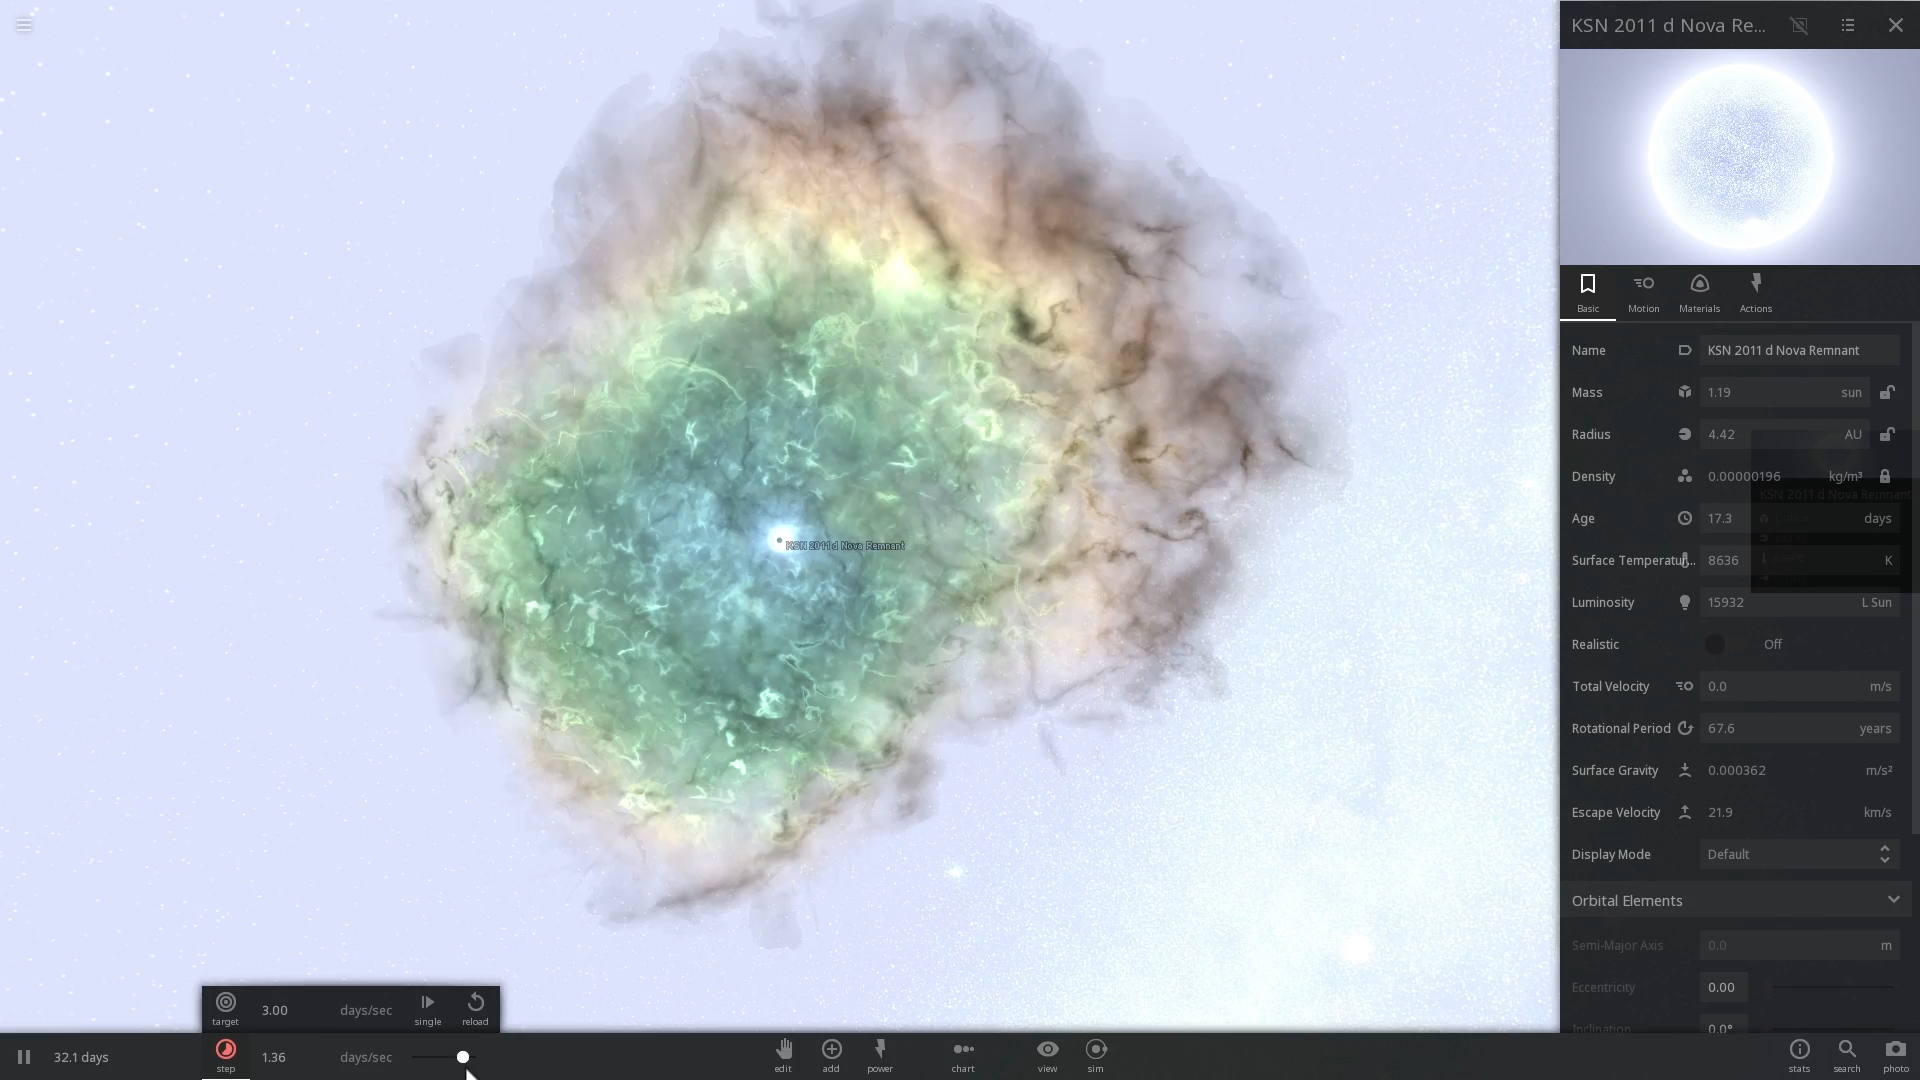 KSN 2011 d Nova Re...
Basic
Motion
Materials
Actions
Name KSN 2011 d Nova Remnant
Mass 1.19 sun
Radius 4.42 AU
Density 0.00000196 kg/m³
KSN 2011 d Nova Remnant
Age 17.3 days
Surface Temperatur... 8636 K
Luminosity 15932 L Sun
Realistic Off
Total Velocity 0.0 m/s
Rotational Period 67.6 years
Surface Gravity 0.000362 m/s²
Escape Velocity 21.9 km/s
Display Mode Default
Orbital Elements
Semi-Major Axis 0.0 m
Eccentricity 0.00
Inclination 0.0°
KSN 2011 d Nova Remnant
target 3.00 days/sec single reload
32.1 days step 1.36 days/sec edit add power chart view sim stats search photo